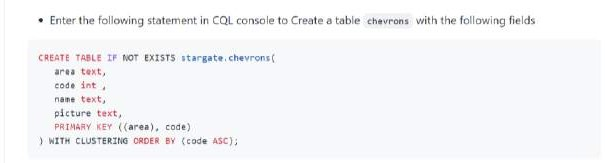 • Enter the following statement in CQL console to Create a table chevrons with the following fields
CREATE TABLE IF NOT EXISTS stargate.chevrons(
area text,
code int ,
name text,
picture text,
PRIMARY KEY ((area), code)
) WITH CLUSTERING ORDER BY (code ASC);